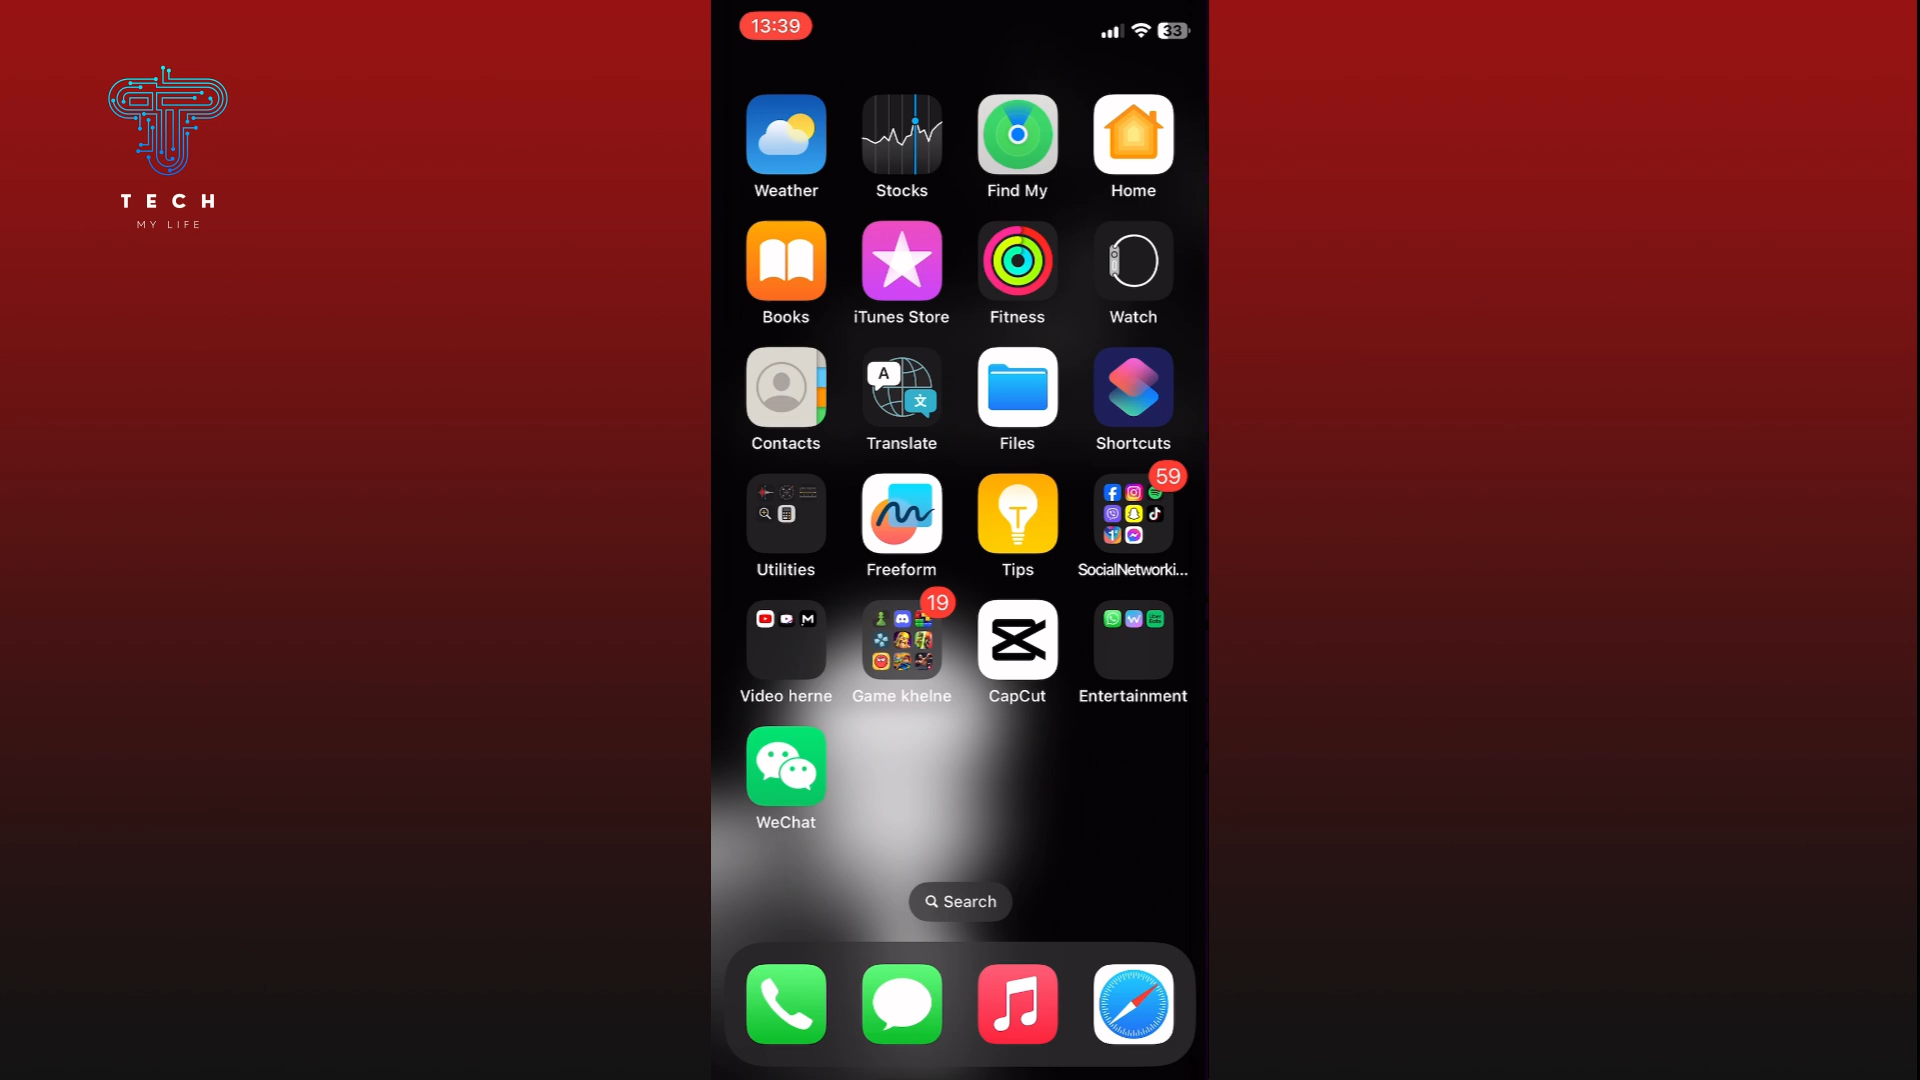 13:39
33
TECH
MY LIFE
Weather
Stocks
Find My
Home
Books
iTunes Store
Fitness
Watch
A
文
Contacts
Translate
Files
Shortcuts
59
Utilities
Freeform
Tips
SocialNetworki...
19
Video herne
Game khelne
CapCut
Entertainment
WeChat
Search